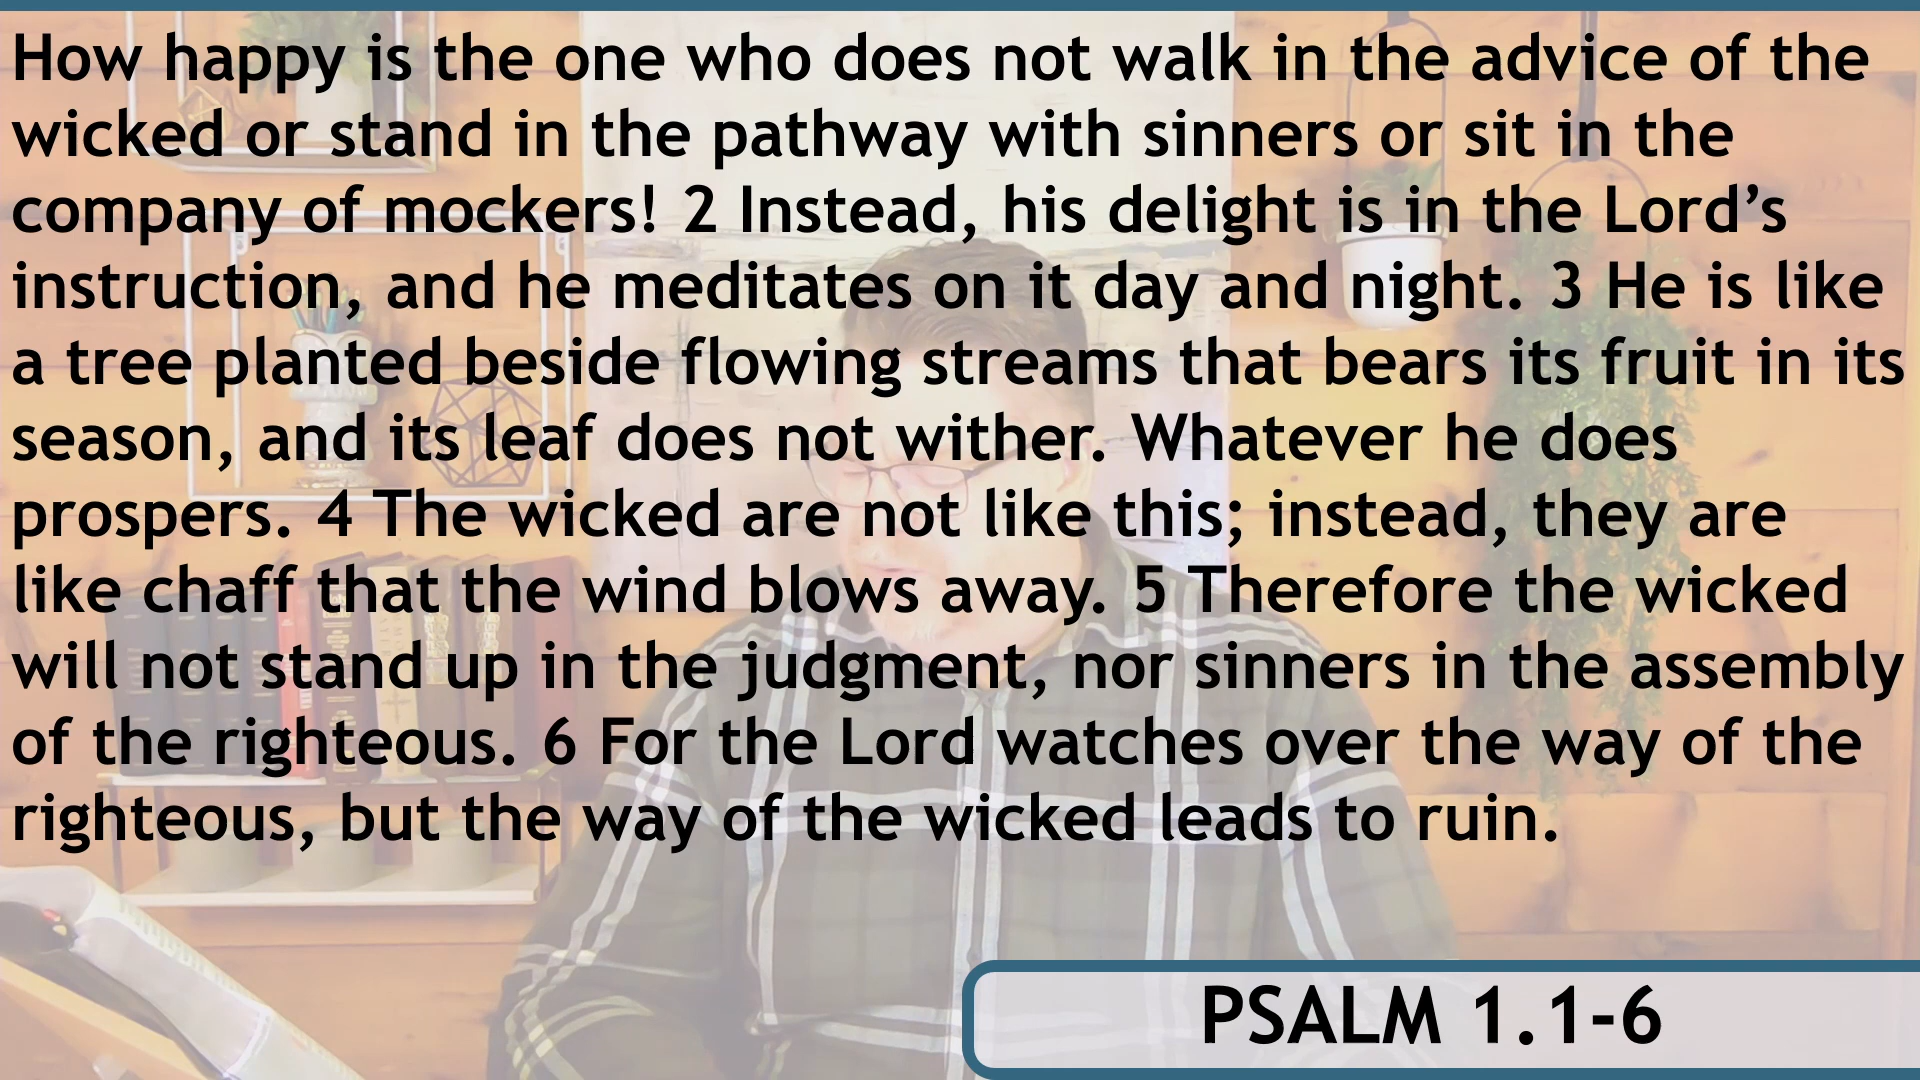 How happy is the one who does not walk in the advice of the
wicked or stand in the pathway with sinners or sit in the
company of mockers! 2 Instead, his delight is in the Lord’s
instruction, and he meditates on it day and night. 3 He is like
a tree planted beside flowing streams that bears its fruit in its
season, and its leaf does not wither. Whatever he does
prospers. 4 The wicked are not like this; instead, they are
like chaff that the wind blows away. 5 Therefore the wicked
will not stand up in the judgment, nor sinners in the assembly
of the righteous. 6 For the Lord watches over the way of the
righteous, but the way of the wicked leads to ruin.
PSALM 1.1-6